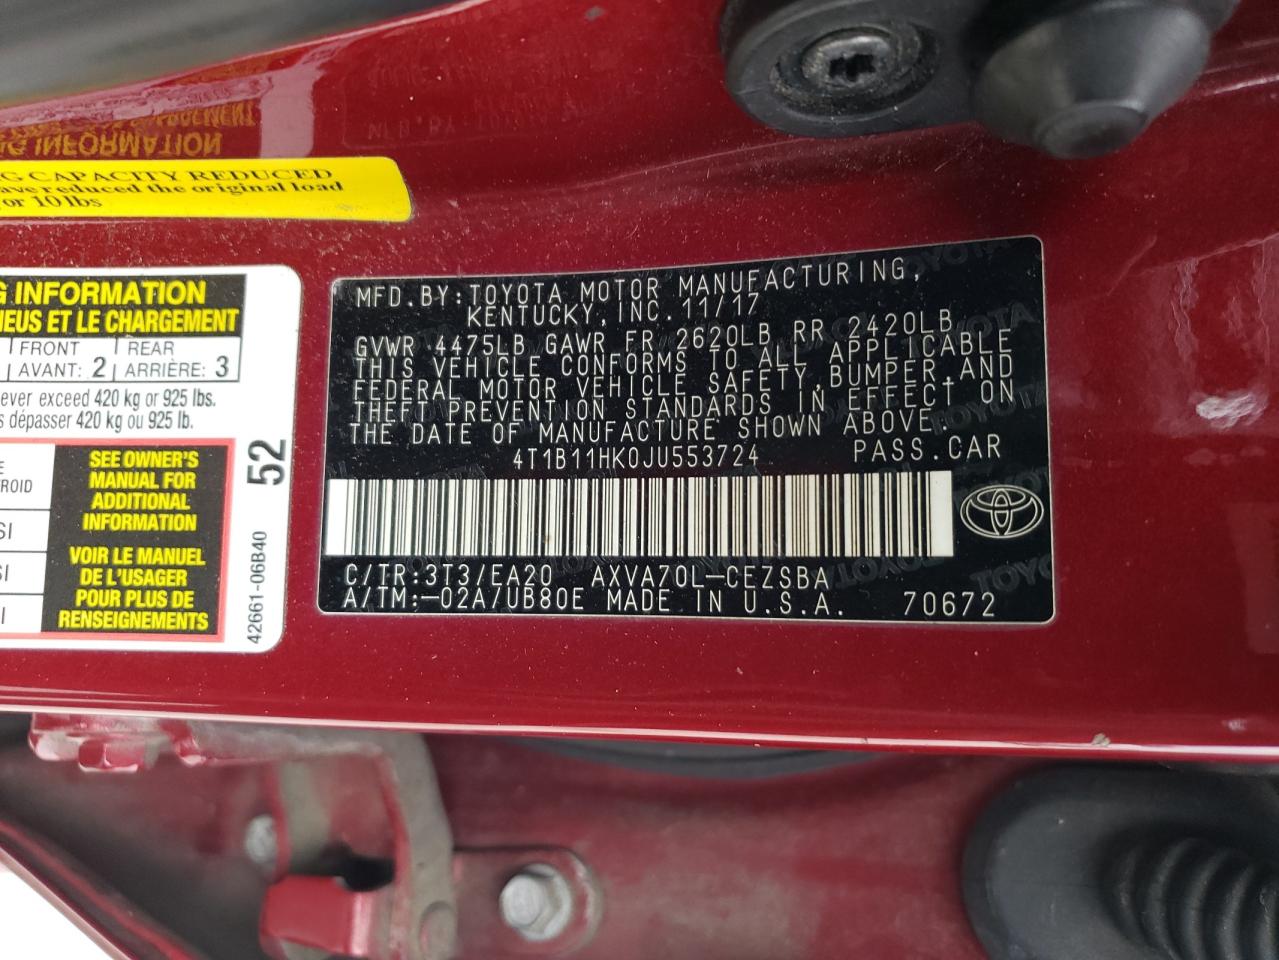 G CAPACITY REDUCED
ave reduced the original load
or 10 lbs
G INFORMATION
NEUS ET LE CHARGEMENT
FRONT REAR
AVANT: 2 ARRIÈRE: 3
ever exceed 420 kg or 925 lbs.
s dépasser 420 kg ou 925 lb.
SEE OWNER'S
MANUAL FOR
ADDITIONAL
INFORMATION
VOIR LE MANUEL
DE L'USAGER
POUR PLUS DE
RENSEIGNEMENTS
52
42661-06B40
MFD.BY:TOYOTA MOTOR MANUFACTURING,
KENTUCKY,INC.11/17
GVWR 4475LB GAWR FR 2620LB RR 2420LB
THIS VEHICLE CONFORMS TO ALL APPLICABLE
FEDERAL MOTOR VEHICLE SAFETY,BUMPER,AND
THEFT PREVENTION STANDARDS IN EFFECT ON
THE DATE OF MANUFACTURE SHOWN ABOVE.
4T1B11HK0JU553724 PASS.CAR
C/TR:3T3/EA20 AXVA70L-CEZSBA
A/TM:-02A/UB80E MADE IN U.S.A. 70672